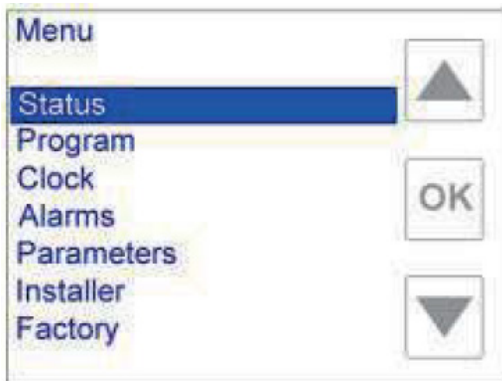 Menu
Status
Program
Clock
Alarms
Parameters
Installer
Factory
OK